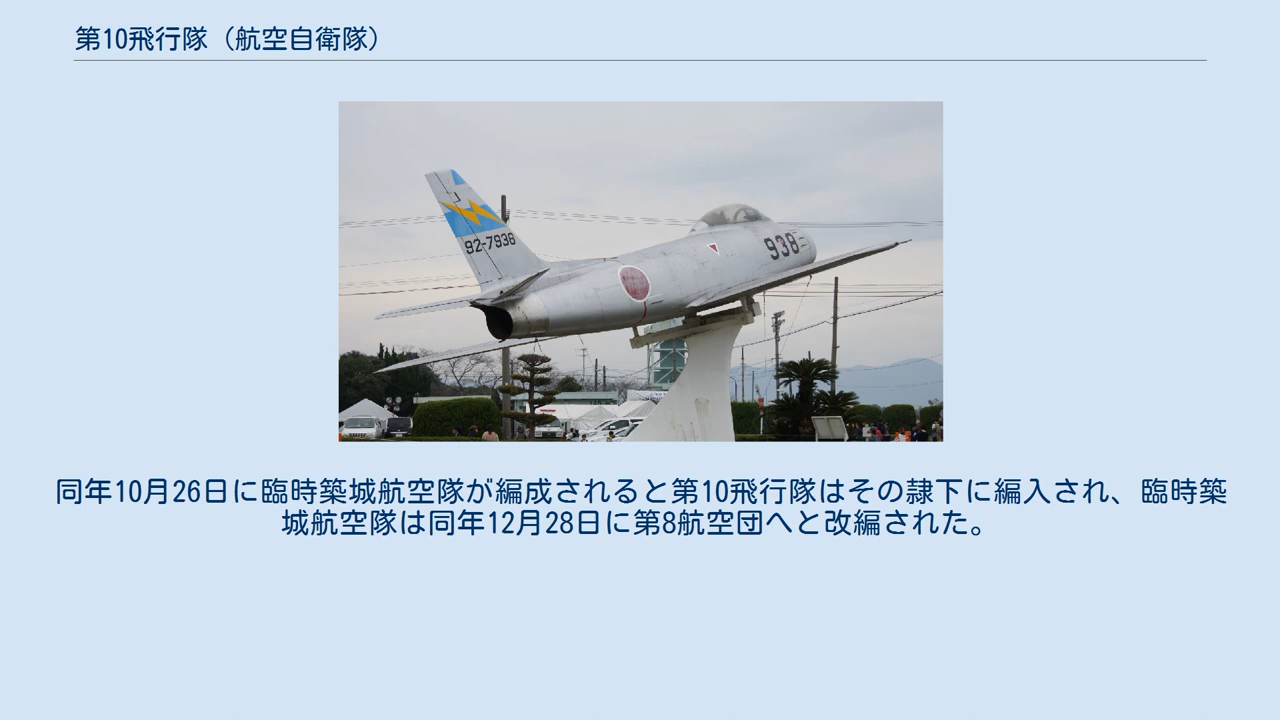 第10飛行隊（航空自衛隊）
92-7938
938
同年10月26日に臨時築城航空隊が編成されると第10飛行隊はその隷下に編入され、臨時築
城航空隊は同年12月28日に第8航空団へと改編された。